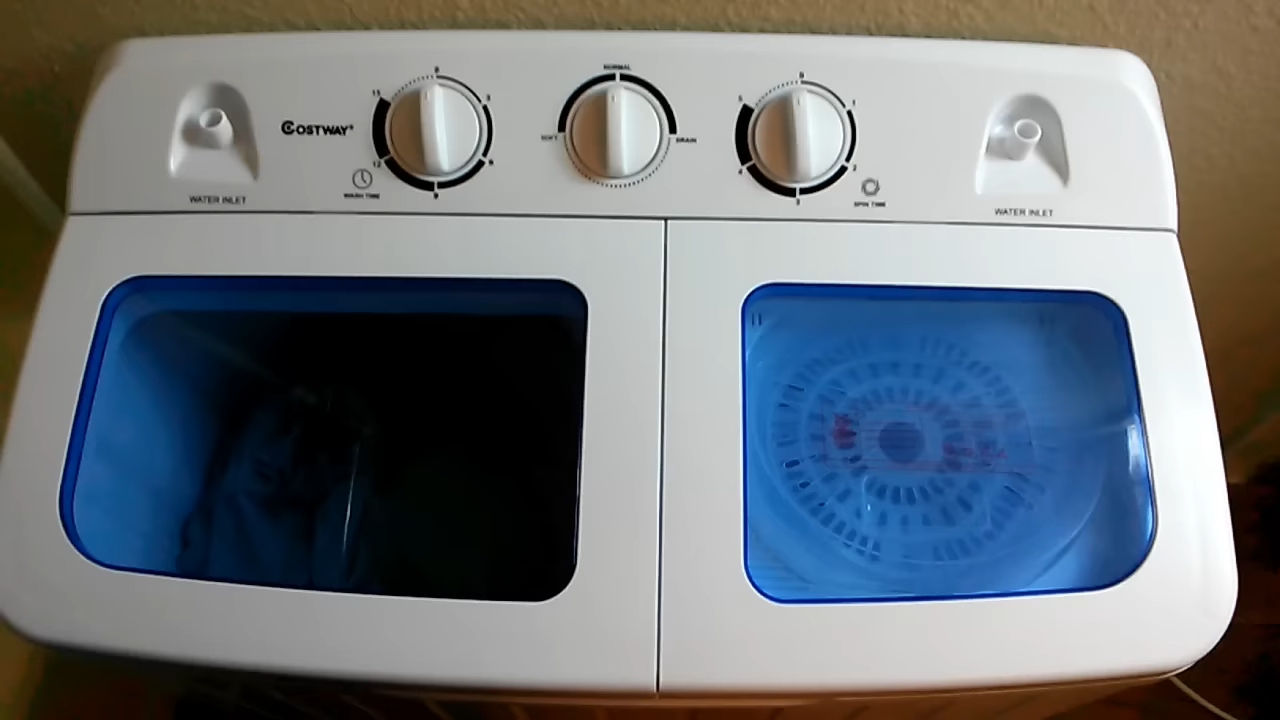 COSTWAY®
WATER INLET
0
3
6
9
12
15
WASH TIME
NORMAL
SOFT
DRAIN
0
1
2
3
4
5
SPIN TIME
WATER INLET